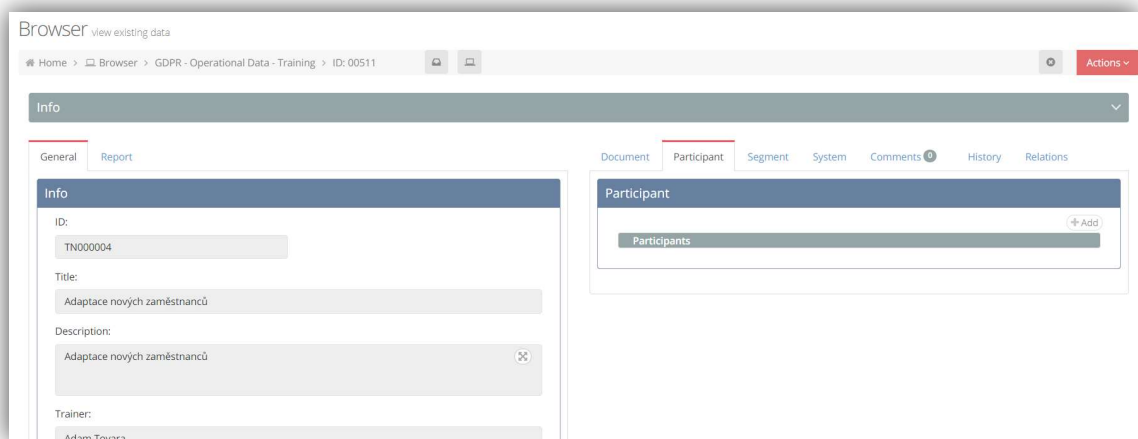 Browser view existing data
Home > Browser > GDPR - Operational Data - Training > ID: 00511
Actions
Info
General Report
Info
ID:
TN000004
Title:
Adaptace nových zaměstnanců
Description:
Adaptace nových zaměstnanců
Trainer:
Adam Tovara
Document Participant Segment System Comments 0 History Relations
Participant
Add
Participants